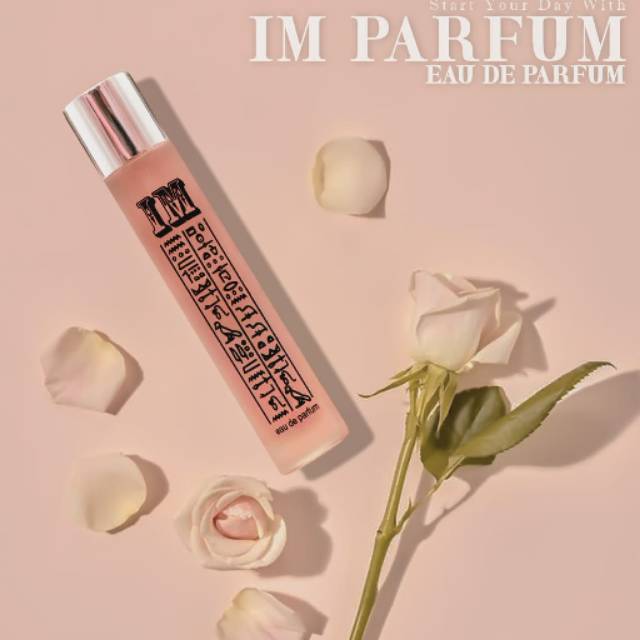 Start Your Day With
IM PARFUM
EAU DE PARFUM
IM
eau de parfum